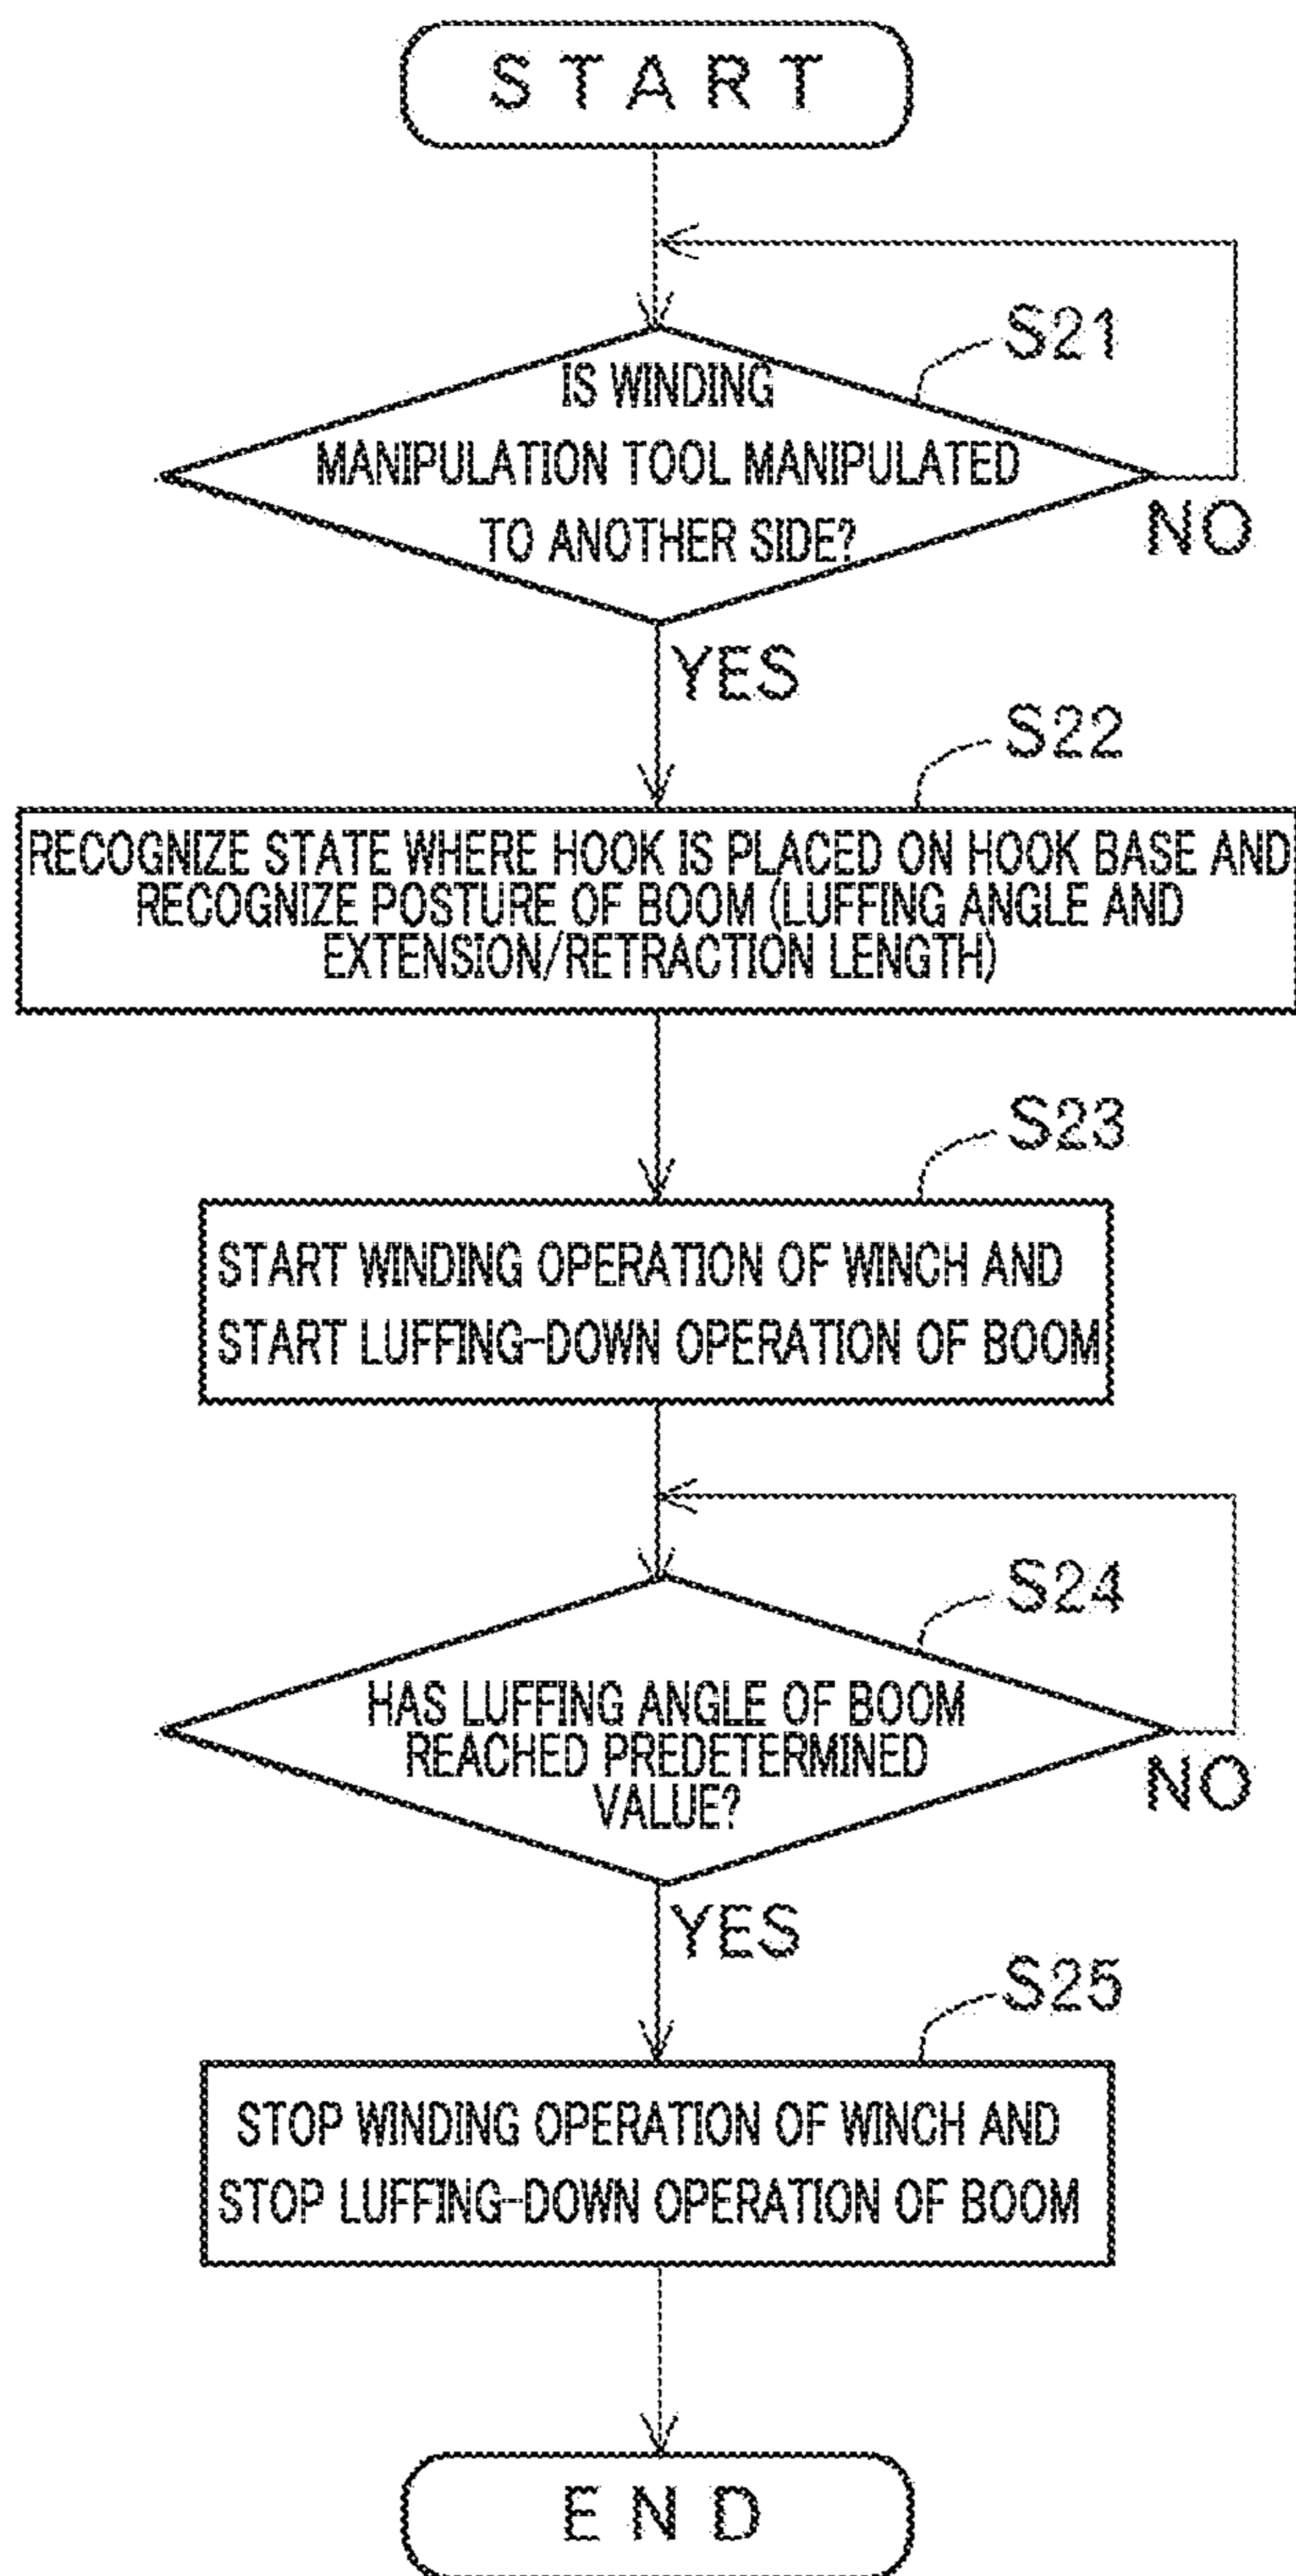 START
S21
IS WINDING
MANIPULATION TOOL MANIPULATED
TO ANOTHER SIDE?
NO
YES
S22
RECOGNIZE STATE WHERE HOOK IS PLACED ON HOOK BASE AND
RECOGNIZE POSTURE OF BOOM (LUFFING ANGLE AND
EXTENSION/RETRACTION LENGTH)
S23
START WINDING OPERATION OF WINCH AND
START LUFFING-DOWN OPERATION OF BOOM
S24
HAS LUFFING ANGLE OF BOOM
REACHED PREDETERMINED
VALUE?
NO
YES
S25
STOP WINDING OPERATION OF WINCH AND
STOP LUFFING-DOWN OPERATION OF BOOM
END